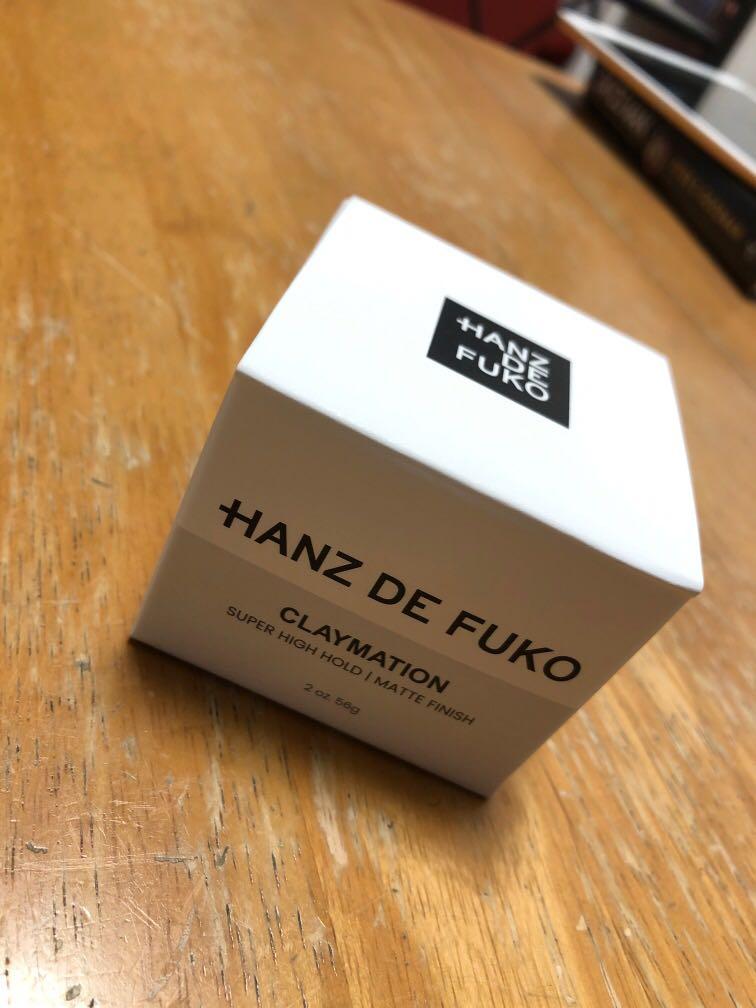 HANZ
DE
FUKO
HANZ DE FUKO
CLAYMATION
SUPER HIGH HOLD | MATTE FINISH
2 oz. 56g